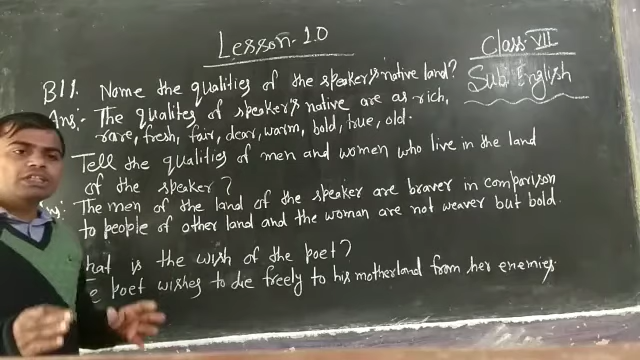 Lesson-10
Class-VII
Sub. English
B11. Name the qualities of the speaker's native land?
Ans:- The qualites of speaker's native are as rich,
rare, fresh, fair, dear, warm, bold, true, old.
Tell the qualities of men and women who live in the land
of the speaker?
The men of the land of the speaker are braver in comparison
to people of other land and the woman are not weaver but bold.
hat is the wish of the poet?
e poet wishes to die freely to his motherland from her enemies.